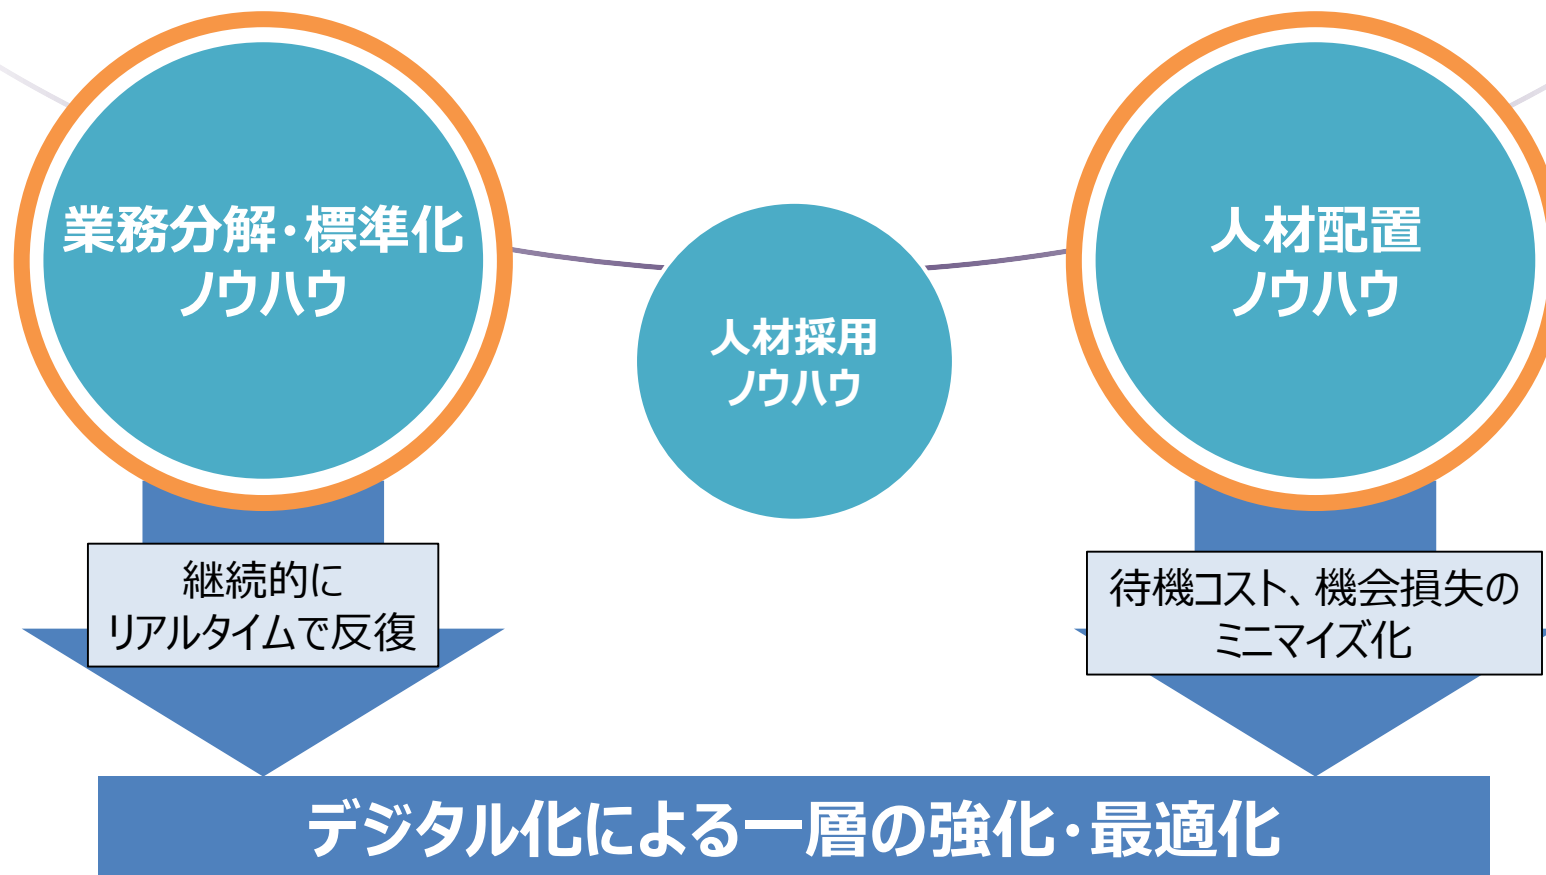 業務分解・標準化
ノウハウ
人材採用
ノウハウ
人材配置
ノウハウ
継続的に
リアルタイムで反復
待機コスト、機会損失の
ミニマイズ化
デジタル化による一層の強化・最適化